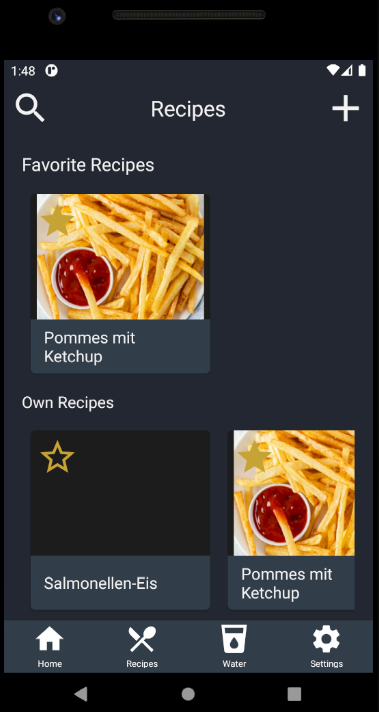 1:48
Recipes
Favorite Recipes
Pommes mit
Ketchup
Own Recipes
Salmonellen-Eis
Pommes mit
Ketchup
Home
Recipes
Water
Settings